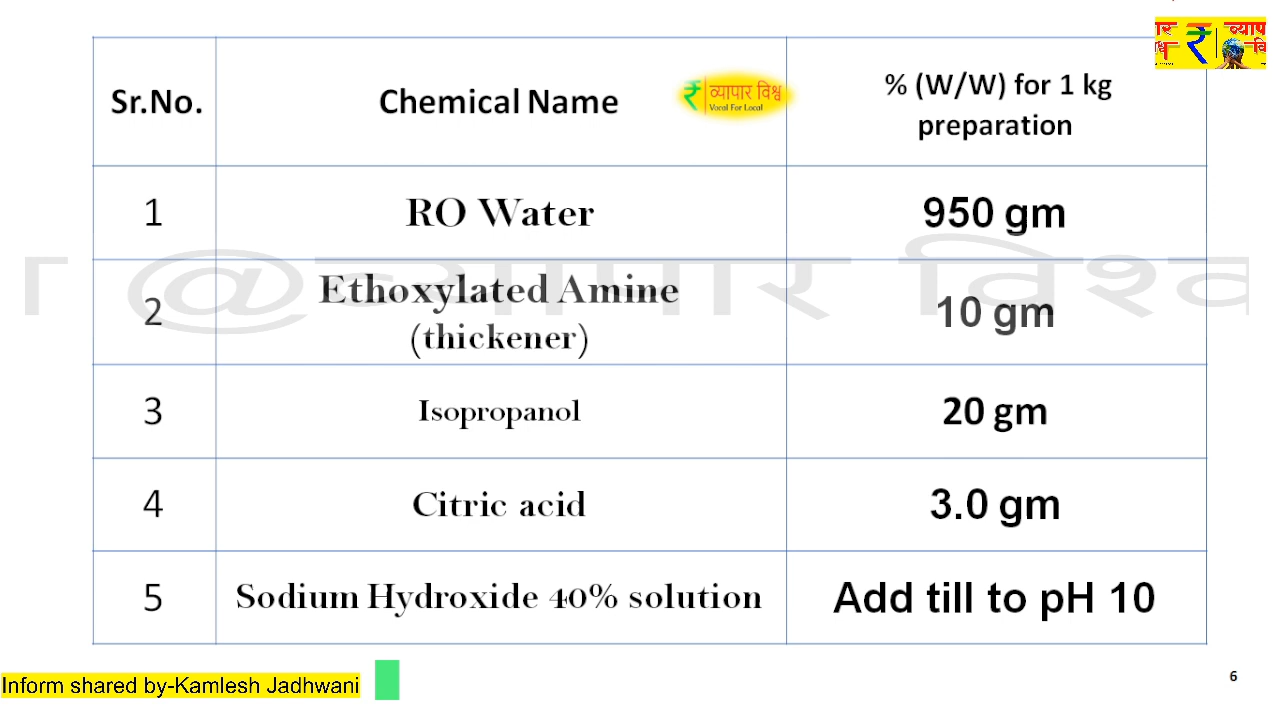 Sr.No.
Chemical Name
व्यापार विश्व
Vocal For Local
% (W/W) for 1 kg
preparation
1
RO Water
950 gm
@व्यापार विश्व
2
Ethoxylated Amine
(thickener)
10 gm
3
Isopropanol
20 gm
4
Citric acid
3.0 gm
5
Sodium Hydroxide 40% solution
Add till to pH 10
Inform shared by-Kamlesh Jadhwani
6